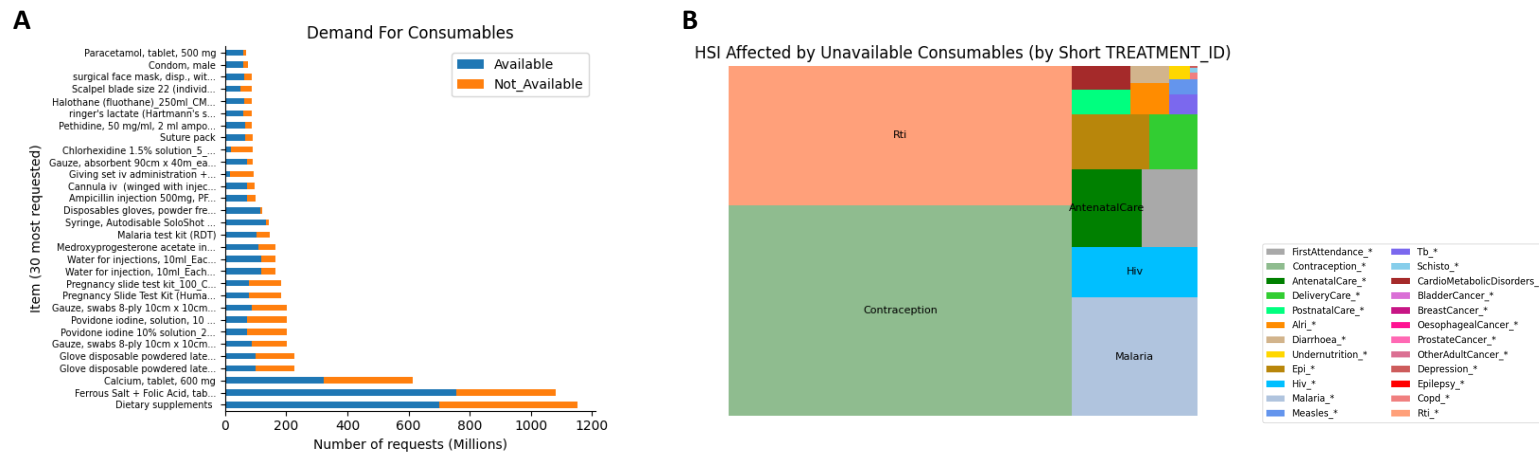 A
Demand For Consumables
Item (30 most requested)
Paracetamol, tablet, 500 mg
Condom, male
surgical face mask, disp., wit...
Scalpel blade size 22 (individ...
Halothane (fluothane)_250ml_CM...
ringer's lactate (Hartmann's s...
Pethidine, 50 mg/ml, 2 ml ampo...
Suture pack
Chlorhexidine 1.5% solution_5_...
Gauze, absorbent 90cm x 40m_ea...
Giving set iv administration +...
Cannula iv (winged with injec...
Ampicillin injection 500mg, PF...
Disposables gloves, powder fre...
Syringe, Autodisable SoloShot ...
Malaria test kit (RDT)
Medroxyprogesterone acetate in...
Water for injections, 10ml_Eac...
Water for injection, 10ml_Each...
Pregnancy slide test kit_100_C...
Pregnancy Slide Test Kit (Huma...
Gauze, swabs 8-ply 10cm x 10cm...
Povidone iodine, solution, 10 ...
Povidone iodine 10% solution_2...
Gauze, swabs 8-ply 10cm x 10cm...
Glove disposable powdered late...
Glove disposable powdered late...
Calcium, tablet, 600 mg
Ferrous Salt + Folic Acid, tab...
Dietary supplements
Available
Not_Available
0 200 400 600 800 1000 1200
Number of requests (Millions)
B
HSI Affected by Unavailable Consumables (by Short TREATMENT_ID)
Rti
Contraception
AntenatalCare
Hiv
Malaria
FirstAttendance_*
Contraception_*
AntenatalCare_*
DeliveryCare_*
PostnatalCare_*
Alri_*
Diarrhoea_*
Undernutrition_*
Epi_*
Hiv_*
Malaria_*
Measles_*
Tb_*
Schisto_*
CardioMetabolicDisorders_
BladderCancer_*
BreastCancer_*
OesophagealCancer_*
ProstateCancer_*
OtherAdultCancer_*
Depression_*
Epilepsy_*
Copd_*
Rti_*